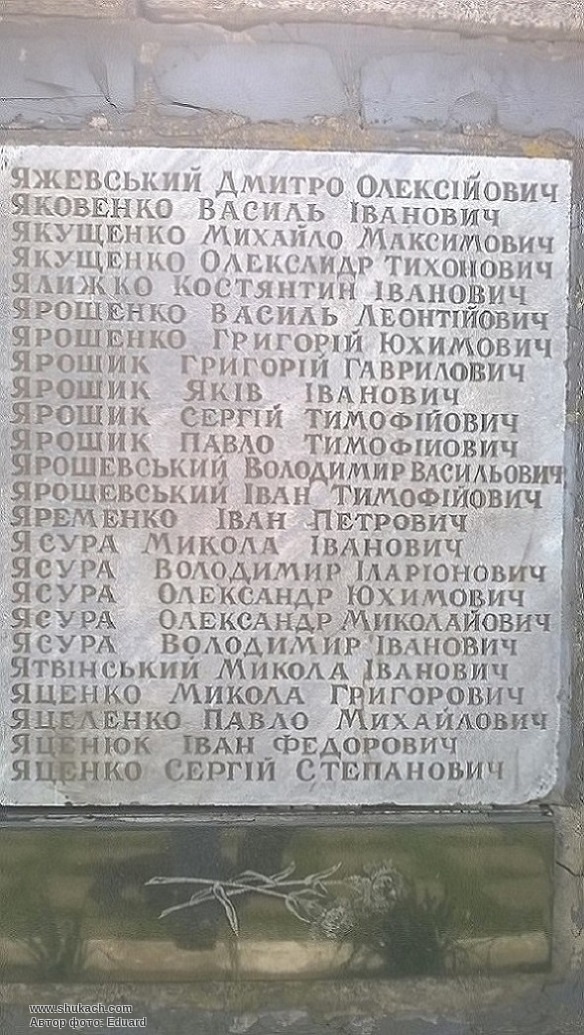 ЯЖЕВСЬКИЙ ДМИТРО ОЛЕКСІЙОВИЧ
ЯКОВЕНКО ВАСИЛЬ ІВАНОВИЧ
ЯКУЩЕНКО МИХАЙЛО МАКСИМОВИЧ
ЯКУЩЕНКО ОЛЕКСАНДР ТИХОНОВИЧ
ЯЛИЖКО КОСТЯНТИН ІВАНОВИЧ
ЯРОШЕНКО ВАСИЛЬ ЛЕОНТІЙОВИЧ
ЯРОШЕНКО ГРИГОРІЙ ЮХИМОВИЧ
ЯРОЩИК ГРИГОРІЙ ГАВРИЛОВИЧ
ЯРОЩИК ЯКІВ ІВАНОВИЧ
ЯРОЩИК СЕРГІЙ ТИМОФІЙОВИЧ
ЯРОЩИК ПАВЛО ТИМОФІЙОВИЧ
ЯРОШЕВСЬКИЙ ВОЛОДИМИР ВАСИЛЬОВИЧ
ЯРОШЕВСЬКИЙ ІВАН ТИМОФІЙОВИЧ
ЯРЕМЕНКО ІВАН ПЕТРОВИЧ
ЯСУРА МИКОЛА ІВАНОВИЧ
ЯСУРА ВОЛОДИМИР ІЛАРІОНОВИЧ
ЯСУРА ОЛЕКСАНДР ЮХИМОВИЧ
ЯСУРА ОЛЕКСАНДР МИКОЛАЙОВИЧ
ЯСУРА ВОЛОДИМИР ІВАНОВИЧ
ЯТВІНСЬКИЙ МИКОЛА ІВАНОВИЧ
ЯЦЕНКО МИКОЛА ГРИГОРОВИЧ
ЯЦЕЛЕНКО ПАВЛО МИХАЙЛОВИЧ
ЯЦЕНЮК ІВАН ФЕДОРОВИЧ
ЯЦЕНКО СЕРГІЙ СТЕПАНОВИЧ
www.shukach.com
Автор фото: Eduard